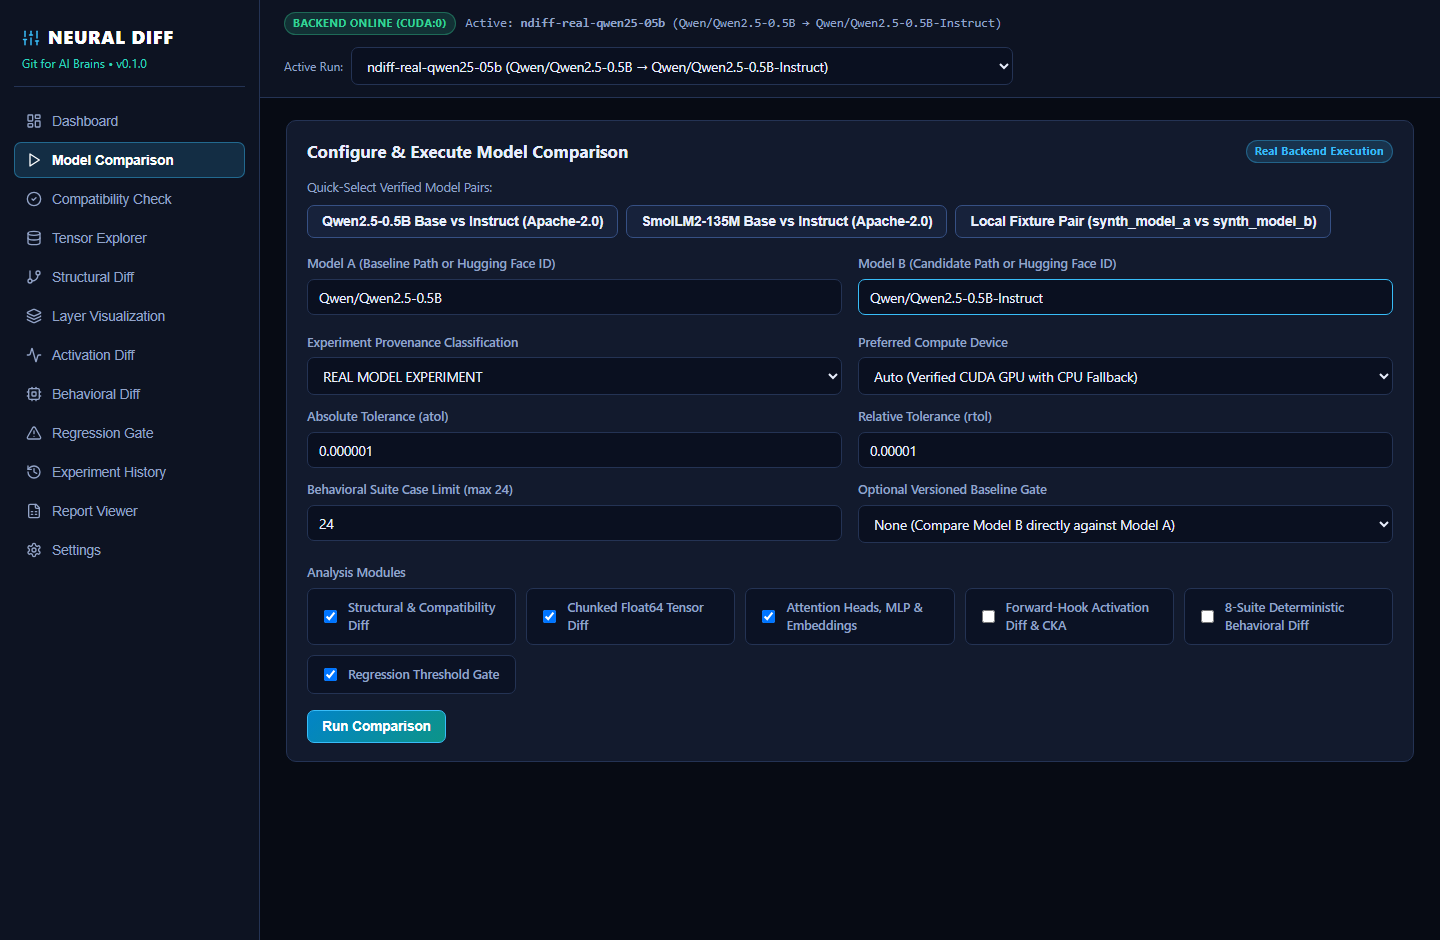 NEURAL DIFF
Git for AI Brains • v0.1.0
Dashboard
Model Comparison
Compatibility Check
Tensor Explorer
Structural Diff
Layer Visualization
Activation Diff
Behavioral Diff
Regression Gate
Experiment History
Report Viewer
Settings
BACKEND ONLINE (CUDA:0) Active: ndiff-real-qwen25-05b (Qwen/Qwen2.5-0.5B → Qwen/Qwen2.5-0.5B-Instruct)
Active Run: ndiff-real-qwen25-05b (Qwen/Qwen2.5-0.5B → Qwen/Qwen2.5-0.5B-Instruct)
Configure & Execute Model Comparison
Real Backend Execution
Quick-Select Verified Model Pairs:
Qwen2.5-0.5B Base vs Instruct (Apache-2.0) SmolLM2-135M Base vs Instruct (Apache-2.0) Local Fixture Pair (synth_model_a vs synth_model_b)
Model A (Baseline Path or Hugging Face ID) Model B (Candidate Path or Hugging Face ID)
Qwen/Qwen2.5-0.5B Qwen/Qwen2.5-0.5B-Instruct
Experiment Provenance Classification Preferred Compute Device
REAL MODEL EXPERIMENT Auto (Verified CUDA GPU with CPU Fallback)
Absolute Tolerance (atol) Relative Tolerance (rtol)
0.000001 0.00001
Behavioral Suite Case Limit (max 24) Optional Versioned Baseline Gate
24 None (Compare Model B directly against Model A)
Analysis Modules
Structural & Compatibility
Diff
Chunked Float64 Tensor
Diff
Attention Heads, MLP &
Embeddings
Forward-Hook Activation
Diff & CKA
8-Suite Deterministic
Behavioral Diff
Regression Threshold Gate
Run Comparison